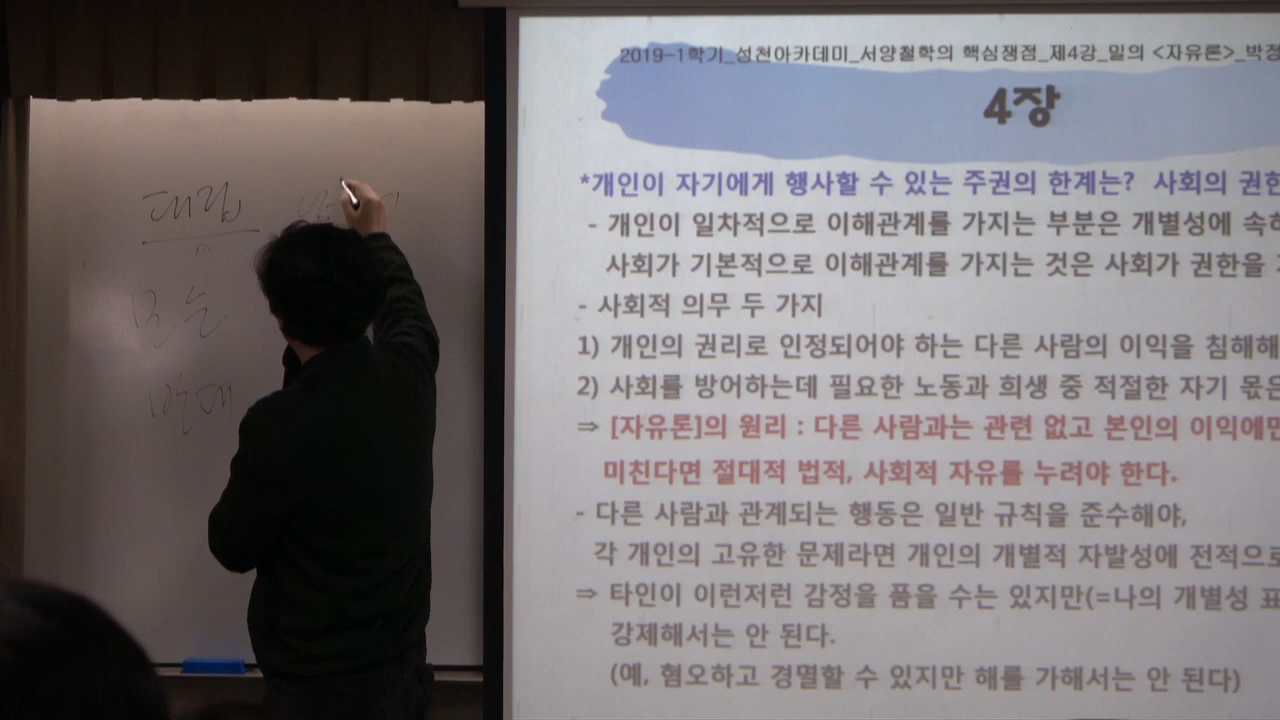 대립
모순
반대
2019-1학기_성천아카데미_서양철학의 핵심쟁점_제4강_밀의 <자유론>_박정
4장
*개인이 자기에게 행사할 수 있는 주권의 한계는? 사회의 권한
- 개인이 일차적으로 이해관계를 가지는 부분은 개별성에 속하
사회가 기본적으로 이해관계를 가지는 것은 사회가 권한을
- 사회적 의무 두 가지
1) 개인의 권리로 인정되어야 하는 다른 사람의 이익을 침해해
2) 사회를 방어하는데 필요한 노동과 희생 중 적절한 자기 몫은
⇒ [자유론]의 원리 : 다른 사람과는 관련 없고 본인의 이익에만
미친다면 절대적 법적, 사회적 자유를 누려야 한다.
- 다른 사람과 관계되는 행동은 일반 규칙을 준수해야,
각 개인의 고유한 문제라면 개인의 개별적 자발성에 전적으로
⇒ 타인이 이런저런 감정을 품을 수는 있지만(=나의 개별성 표
강제해서는 안 된다.
(예, 혐오하고 경멸할 수 있지만 해를 가해서는 안 된다)